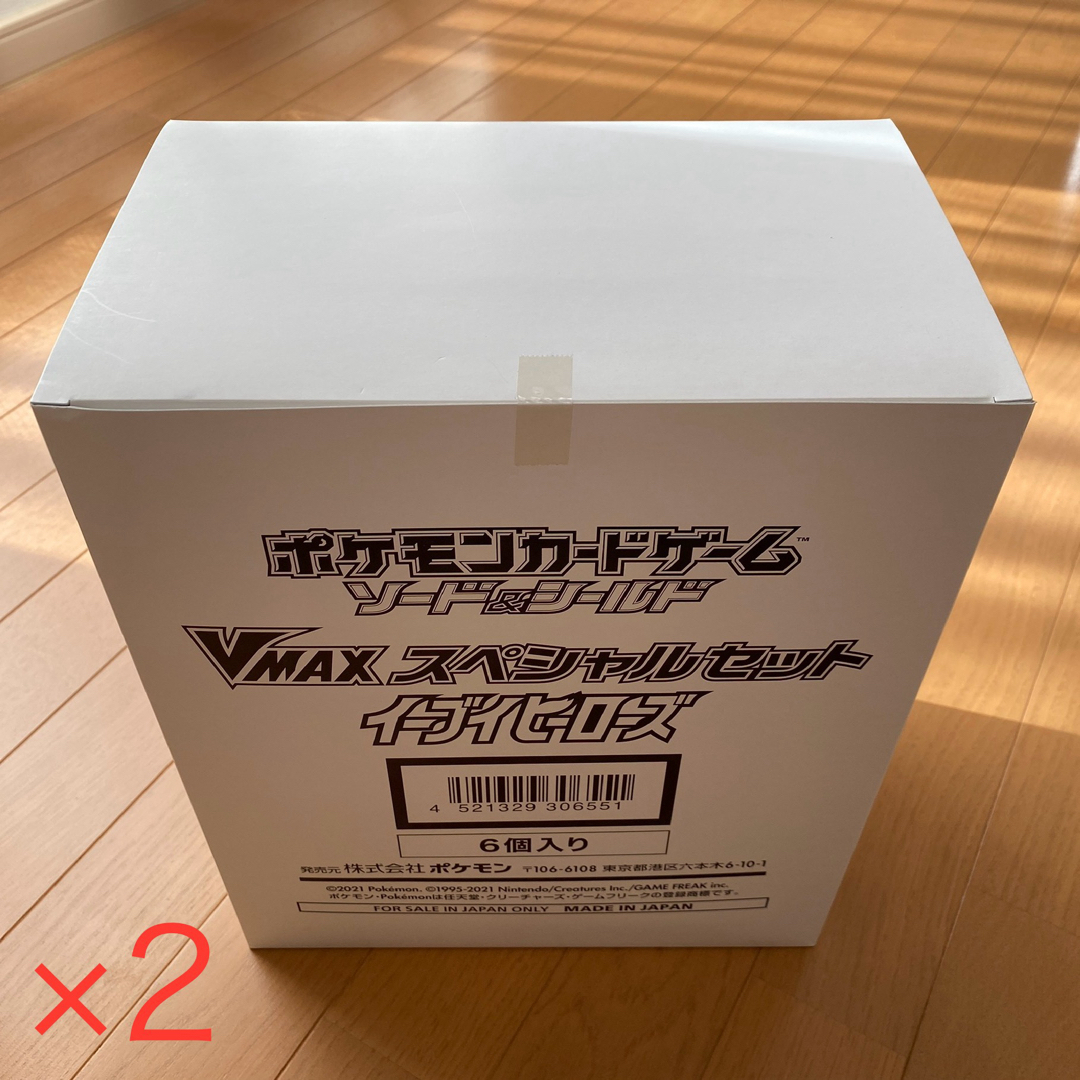 ポケモンカードゲーム™
ソード&シールド
VMAX スペシャルセット
イーブイヒーローズ
4 521329 306551
6個入り
発売元 株式会社 ポケモン 〒106-6108 東京都港区六本木6-10-1
©2021 Pokémon. ©1995-2021 Nintendo/Creatures Inc./GAME FREAK inc.
ポケモン・Pokémonは任天堂・クリーチャーズ・ゲームフリークの登録商標です。
FOR SALE IN JAPAN ONLY MADE IN JAPAN
×2